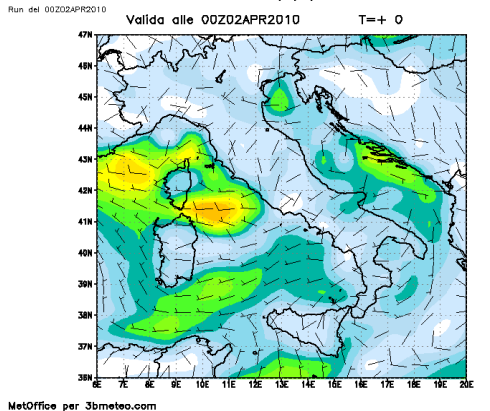 Run del 00Z02APR2010
Valida alle 00Z02APR2010 T=+ 0
47N
46N
45N
44N
43N
42N
41N
40N
39N
38N
37N
36N
6E 7E 8E 9E 10E 11E 12E 13E 14E 15E 16E 17E 18E 19E 20E
MetOffice per 3bmeteo.com